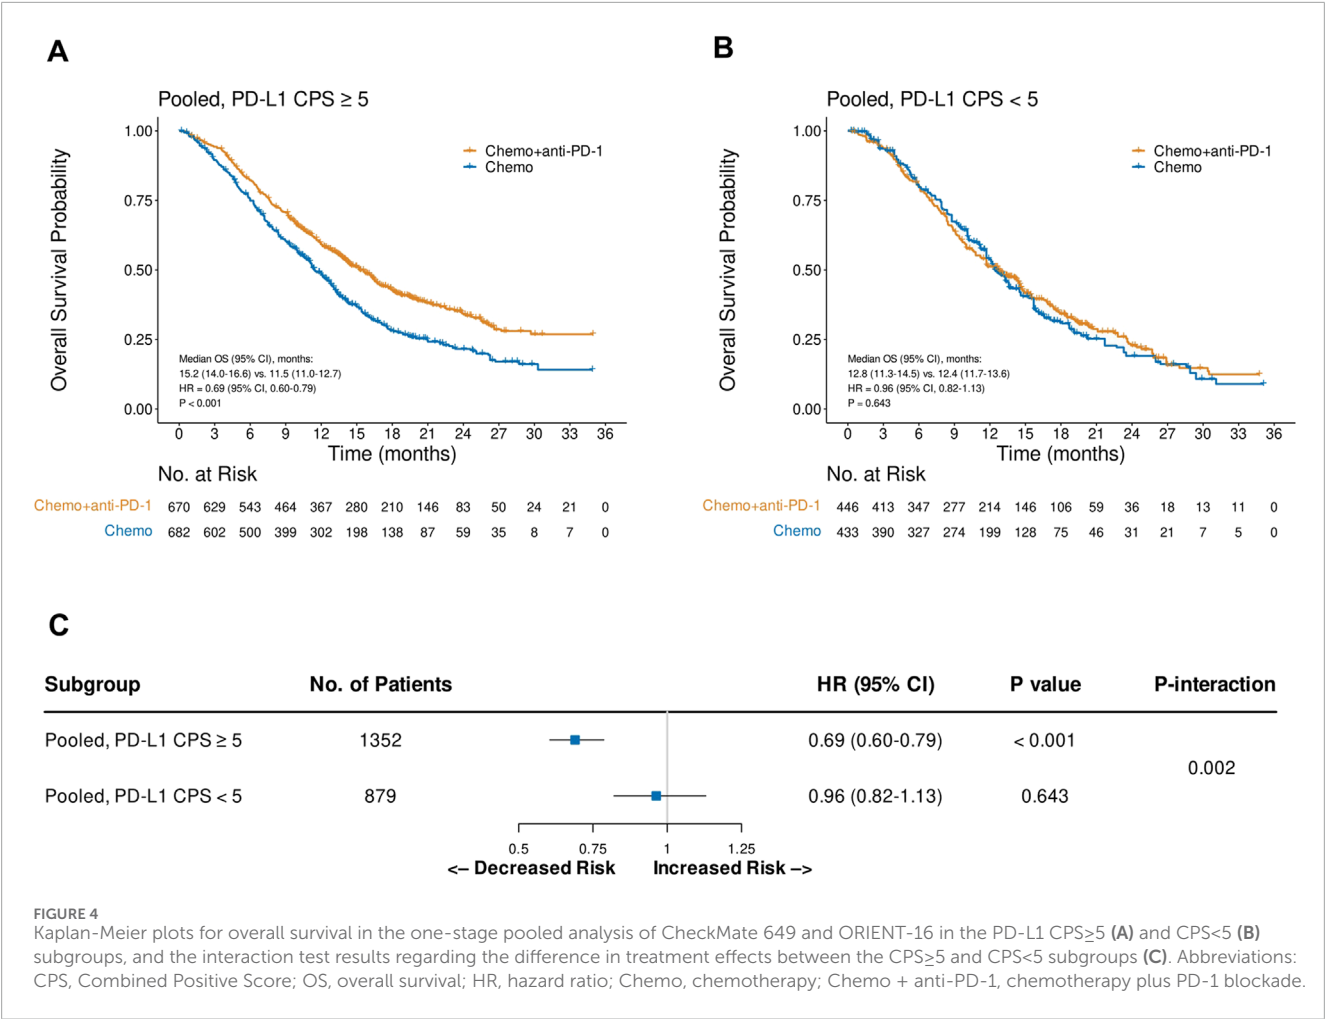 A
Pooled, PD-L1 CPS ≥ 5
Overall Survival Probability
1.00
0.75
0.50
0.25
0.00
Chemo+anti-PD-1
Chemo
Median OS (95% CI), months:
15.2 (14.0-16.6) vs. 11.5 (11.0-12.7)
HR = 0.69 (95% CI, 0.60-0.79)
P < 0.001
0 3 6 9 12 15 18 21 24 27 30 33 36
Time (months)
No. at Risk
Chemo+anti-PD-1 670 629 543 464 367 280 210 146 83 50 24 21 0
Chemo 682 602 500 399 302 198 138 87 59 35 8 7 0
B
Pooled, PD-L1 CPS < 5
Overall Survival Probability
1.00
0.75
0.50
0.25
0.00
Chemo+anti-PD-1
Chemo
Median OS (95% CI), months:
12.8 (11.3-14.5) vs. 12.4 (11.7-13.6)
HR = 0.96 (95% CI, 0.82-1.13)
P = 0.643
0 3 6 9 12 15 18 21 24 27 30 33 36
Time (months)
No. at Risk
Chemo+anti-PD-1 446 413 347 277 214 146 106 59 36 18 13 11 0
Chemo 433 390 327 274 199 128 75 46 31 21 7 5 0
C
Subgroup No. of Patients HR (95% CI) P value P-interaction
Pooled, PD-L1 CPS ≥ 5 1352 0.69 (0.60-0.79) < 0.001
0.002
Pooled, PD-L1 CPS < 5 879 0.96 (0.82-1.13) 0.643
0.5 0.75 1 1.25
<– Decreased Risk Increased Risk –>
FIGURE 4
Kaplan-Meier plots for overall survival in the one-stage pooled analysis of CheckMate 649 and ORIENT-16 in the PD-L1 CPS≥5 (A) and CPS<5 (B)
subgroups, and the interaction test results regarding the difference in treatment effects between the CPS≥5 and CPS<5 subgroups (C). Abbreviations:
CPS, Combined Positive Score; OS, overall survival; HR, hazard ratio; Chemo, chemotherapy; Chemo + anti-PD-1, chemotherapy plus PD-1 blockade.